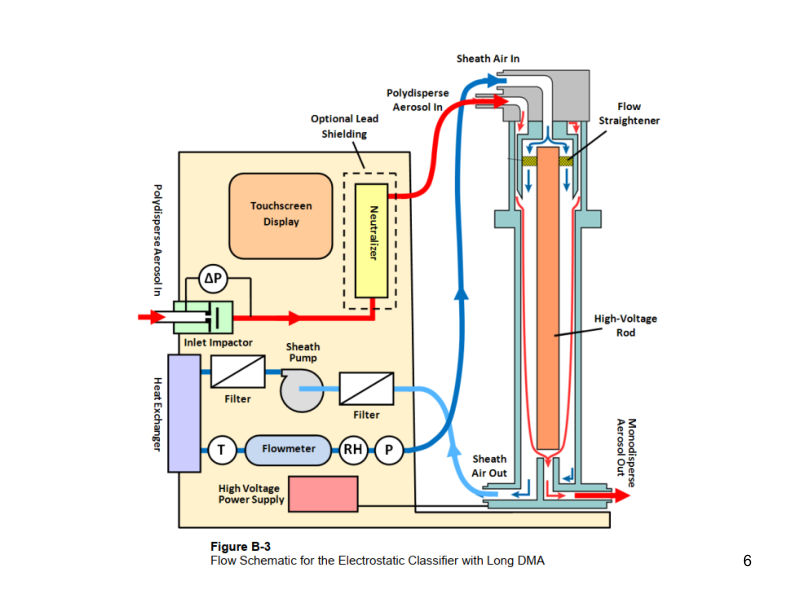 Sheath Air In
Polydisperse
Aerosol In
Flow
Straightener
Optional Lead
Shielding
Polydisperse Aerosol In
Touchscreen
Display
Neutralizer
ΔP
Inlet Impactor
High-Voltage
Rod
Sheath
Pump
Heat Exchanger
Filter
Filter
T
Flowmeter
RH
P
Sheath
Air Out
Monodisperse
Aerosol Out
High Voltage
Power Supply
Figure B-3
Flow Schematic for the Electrostatic Classifier with Long DMA
6